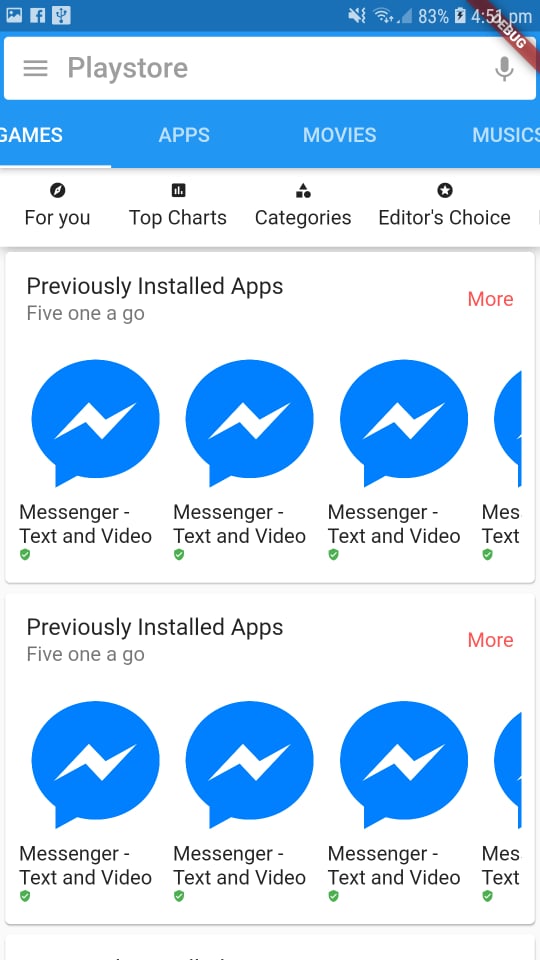 83% 4:51 pm
DEBUG
Playstore
GAMES APPS MOVIES MUSICS
For you Top Charts Categories Editor's Choice
Previously Installed Apps
Five one a go
More
Messenger - Messenger - Messenger - Mes
Text and Video Text and Video Text and Video Text
Previously Installed Apps
Five one a go
More
Messenger - Messenger - Messenger - Mes
Text and Video Text and Video Text and Video Text